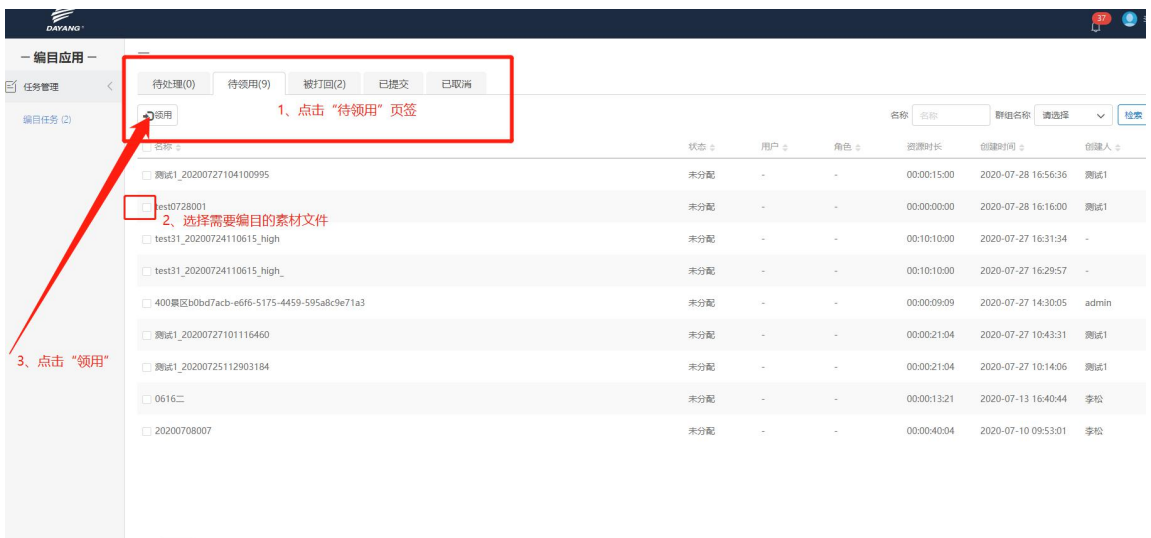 DAYANG
37
一 编目应用 一
任务管理
编目任务 (2)
待处理(0) 待领用(9) 被打回(2) 已提交 已取消
1、点击“待领用”页签
领用
名称 名称 群组名称 请选择 检索
名称 状态 用户 角色 资源时长 创建时间 创建人
测试1_20200727104100995 未分配 - - 00:00:15:00 2020-07-28 16:56:36 测试1
test0728001 未分配 - - 00:00:00:00 2020-07-28 16:16:00 测试1
2、选择需要编目的素材文件
test31_20200724110615_high 未分配 - - 00:10:10:00 2020-07-27 16:31:34 -
test31_20200724110615_high_ 未分配 - - 00:10:10:00 2020-07-27 16:29:57 -
400景区b0bd7acb-e6f6-5175-4459-595a8c9e71a3 未分配 - - 00:00:09:09 2020-07-27 14:30:05 admin
测试1_20200727101116460 未分配 - - 00:00:21:04 2020-07-27 10:43:31 测试1
3、点击“领用”
测试1_20200725112903184 未分配 - - 00:00:21:04 2020-07-27 10:14:06 测试1
0616二 未分配 - - 00:00:13:21 2020-07-13 16:40:44 李松
20200708007 未分配 - - 00:00:40:04 2020-07-10 09:53:01 李松